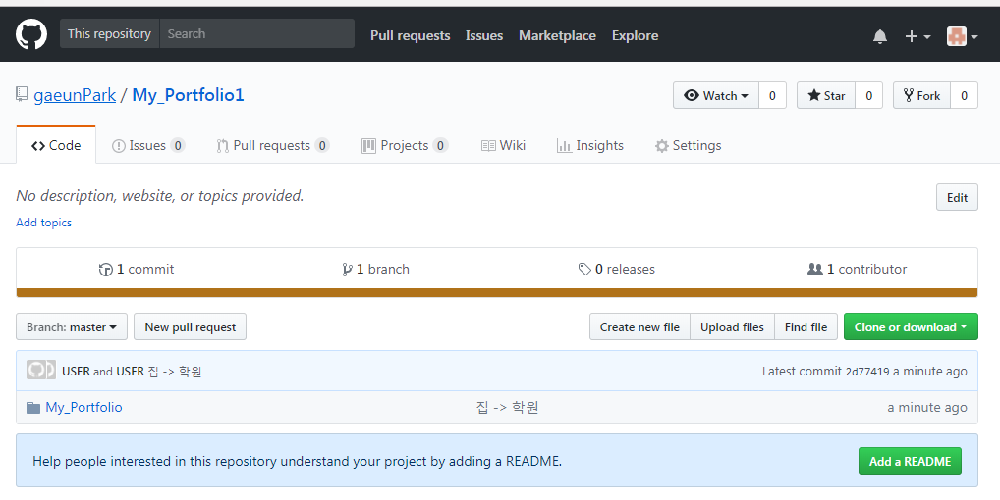 This repository Search Pull requests Issues Marketplace Explore
gaeunPark / My_Portfolio1 Watch 0 Star 0 Fork 0
Code Issues 0 Pull requests 0 Projects 0 Wiki Insights Settings
No description, website, or topics provided. Edit
Add topics
1 commit 1 branch 0 releases 1 contributor
Branch: master New pull request Create new file Upload files Find file Clone or download
USER and USER 집 -> 학원 Latest commit 2d77419 a minute ago
My_Portfolio 집 -> 학원 a minute ago
Help people interested in this repository understand your project by adding a README. Add a README